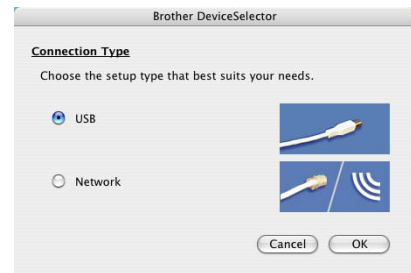 Brother DeviceSelector
Connection Type
Choose the setup type that best suits your needs.
USB
Network
Cancel OK